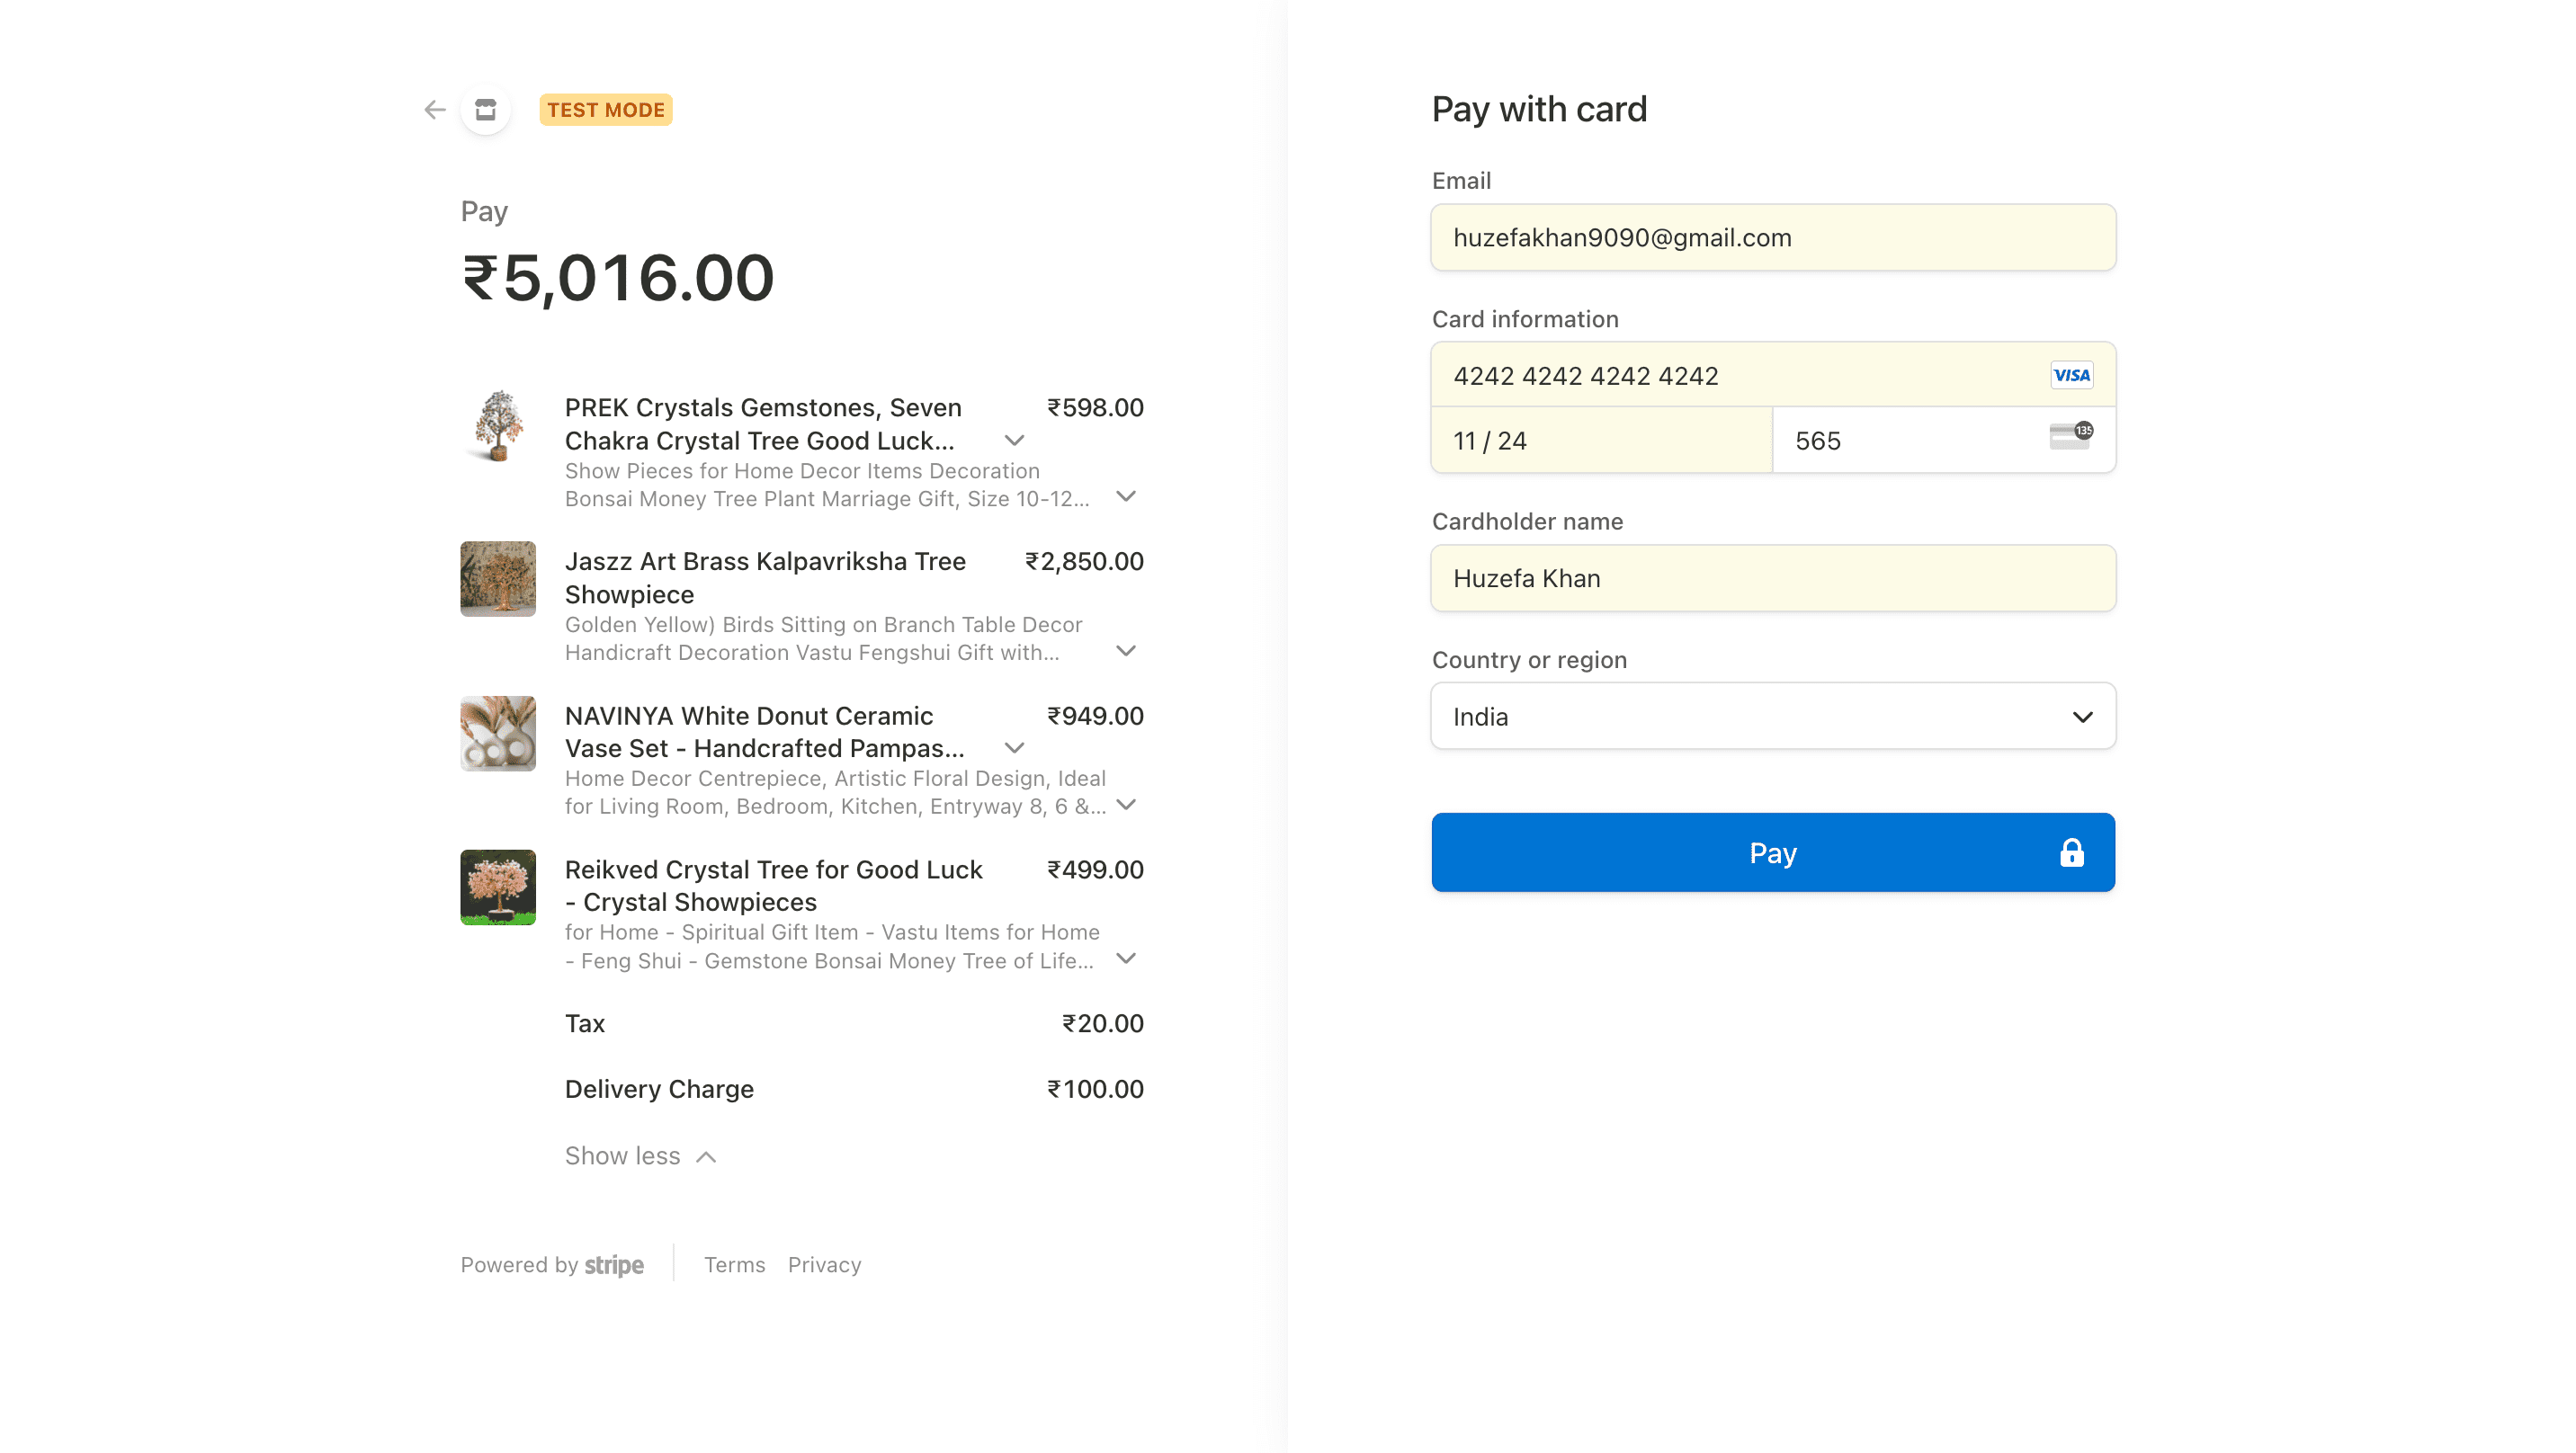 TEST MODE
Pay
₹5,016.00
PREK Crystals Gemstones, Seven
Chakra Crystal Tree Good Luck...
₹598.00
Show Pieces for Home Decor Items Decoration
Bonsai Money Tree Plant Marriage Gift, Size 10-12...
Jaszz Art Brass Kalpavriksha Tree
Showpiece
₹2,850.00
Golden Yellow) Birds Sitting on Branch Table Decor
Handicraft Decoration Vastu Fengshui Gift with...
NAVINYA White Donut Ceramic
Vase Set - Handcrafted Pampas...
₹949.00
Home Decor Centrepiece, Artistic Floral Design, Ideal
for Living Room, Bedroom, Kitchen, Entryway 8, 6 &...
Reikved Crystal Tree for Good Luck
- Crystal Showpieces
₹499.00
for Home - Spiritual Gift Item - Vastu Items for Home
- Feng Shui - Gemstone Bonsai Money Tree of Life...
Tax ₹20.00
Delivery Charge ₹100.00
Show less
Powered by stripe
Terms Privacy
Pay with card
Email
huzefakhan9090@gmail.com
Card information
4242 4242 4242 4242
VISA
11 / 24
565
135
Cardholder name
Huzefa Khan
Country or region
India
Pay